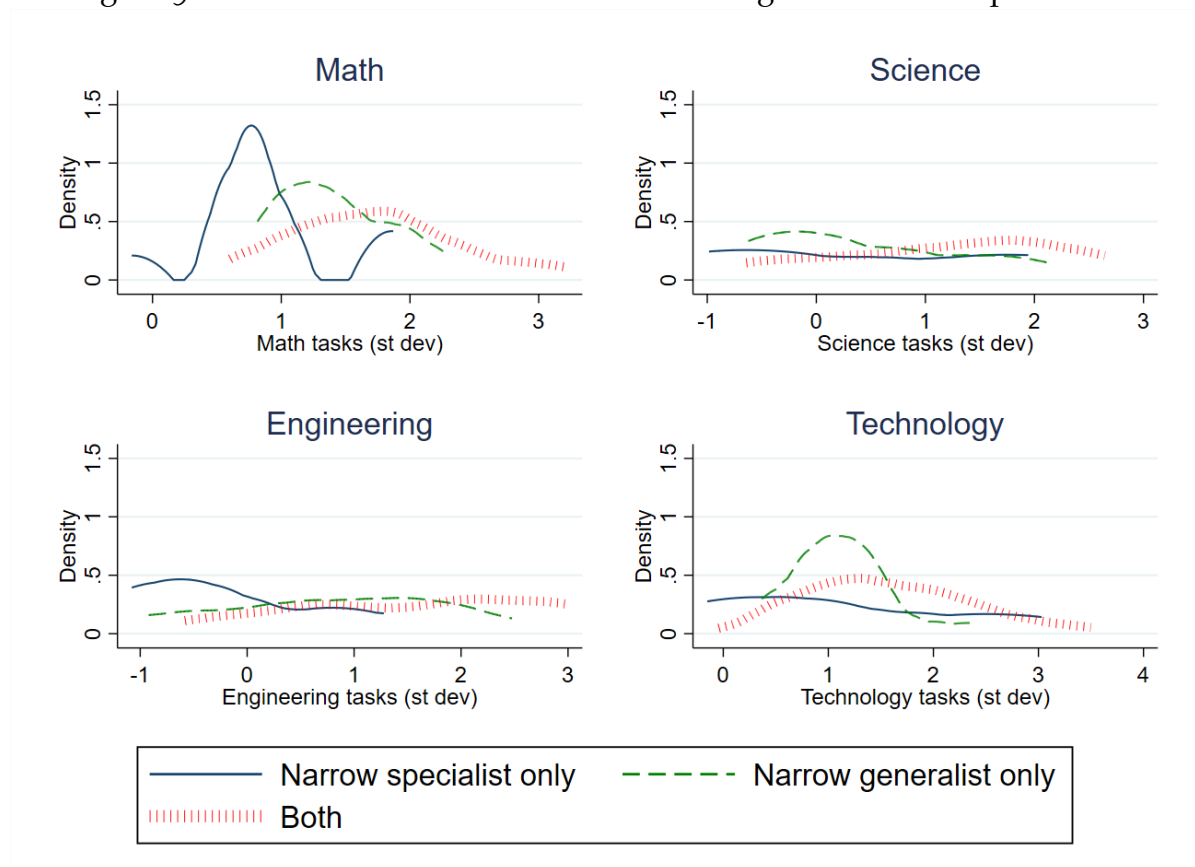 Math
Science
1.5
1
.5
0
Density
0 1 2 3
Math tasks (st dev)
1.5
1
.5
0
Density
-1 0 1 2 3
Science tasks (st dev)
Engineering
Technology
1.5
1
.5
0
Density
-1 0 1 2 3
Engineering tasks (st dev)
1.5
1
.5
0
Density
0 1 2 3 4
Technology tasks (st dev)
Narrow specialist only
Narrow generalist only
Both